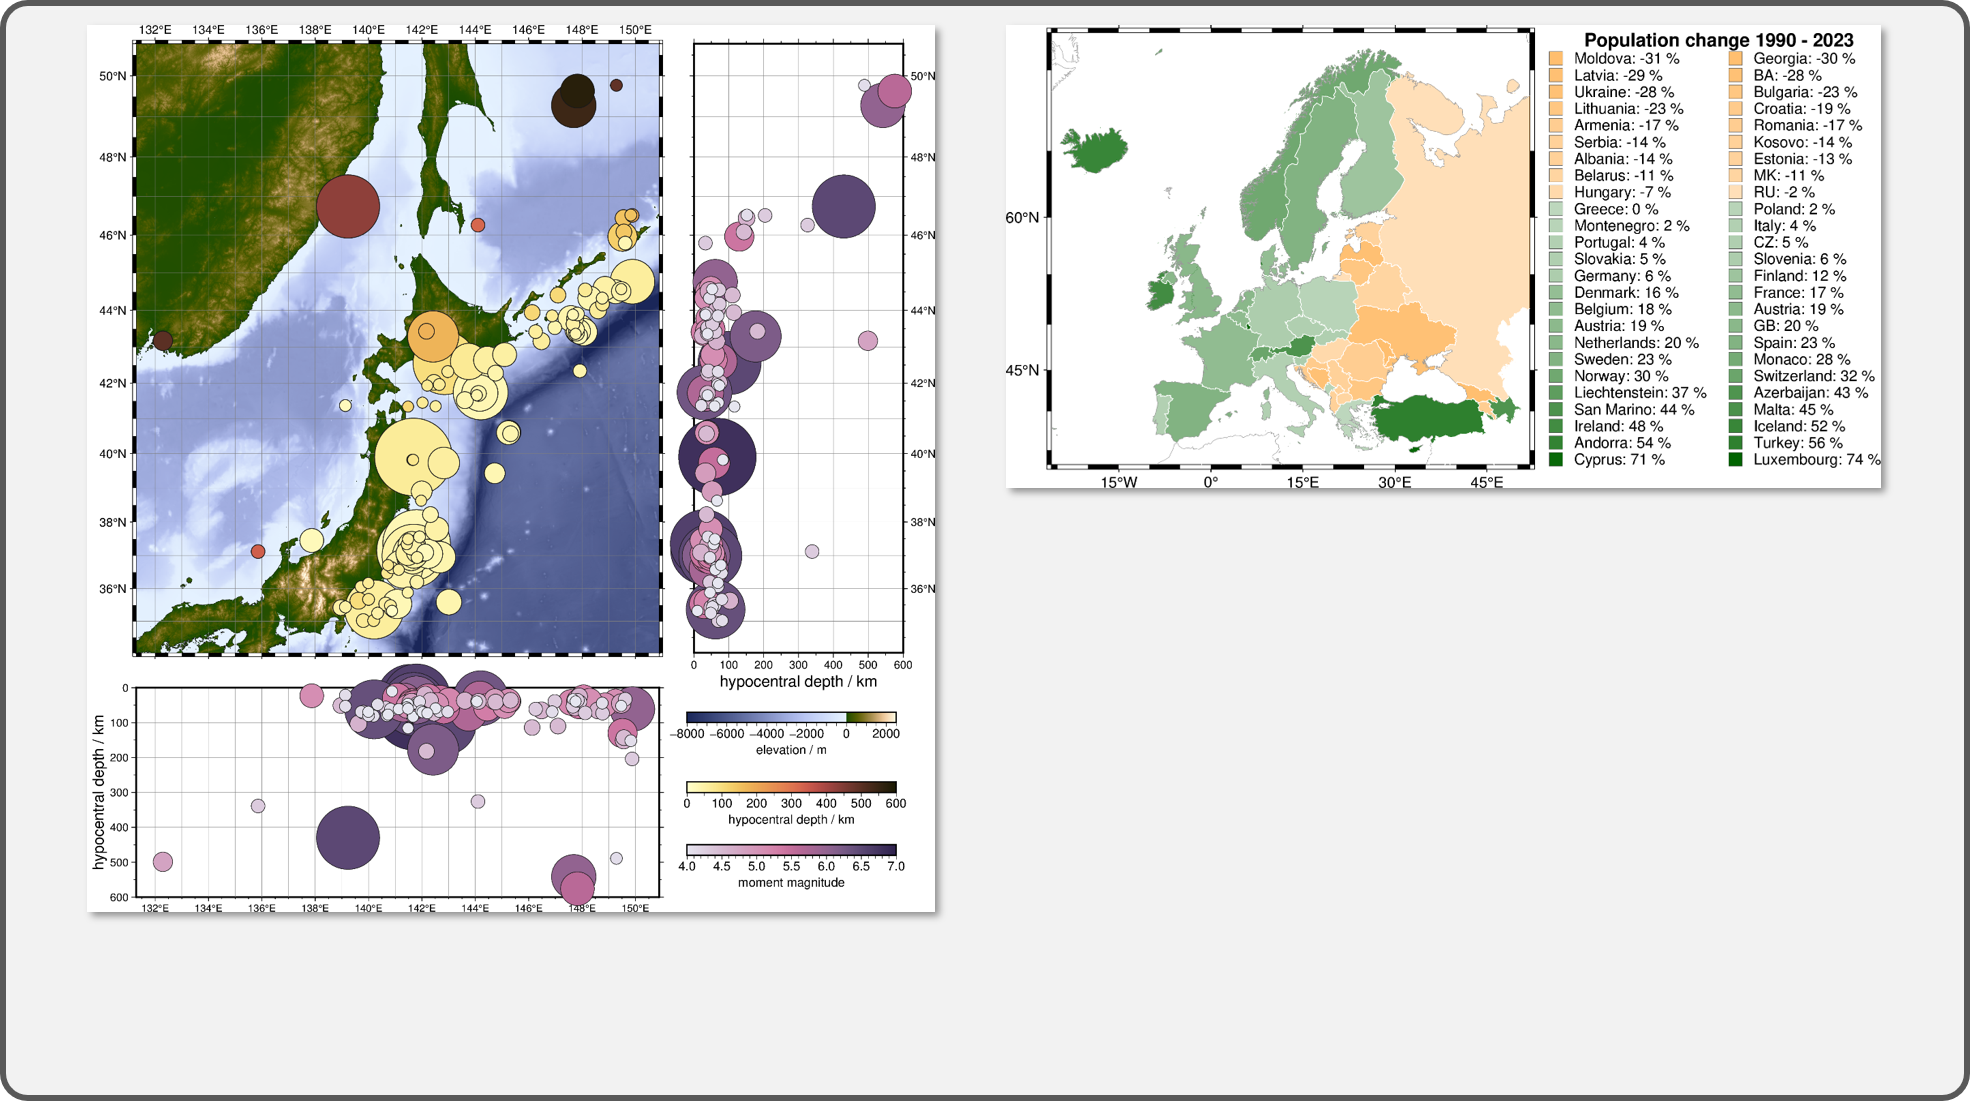 132°E 134°E 136°E 138°E 140°E 142°E 144°E 146°E 148°E 150°E
50°N
48°N
46°N
44°N
42°N
40°N
38°N
36°N
50°N
48°N
46°N
44°N
42°N
40°N
38°N
36°N
0 100 200 300 400 500 600
hypocentral depth / km
0
100
200
300
400
500
600
hypocentral depth / km
132°E 134°E 136°E 138°E 140°E 142°E 144°E 146°E 148°E 150°E
−8000 −6000 −4000 −2000 0 2000
elevation / m
0 100 200 300 400 500 600
hypocentral depth / km
4.0 4.5 5.0 5.5 6.0 6.5 7.0
moment magnitude
60°N
45°N
15°W 0° 15°E 30°E 45°E
Population change 1990 - 2023
Moldova: -31 % Georgia: -30 %
Latvia: -29 % BA: -28 %
Ukraine: -28 % Bulgaria: -23 %
Lithuania: -23 % Croatia: -19 %
Armenia: -17 % Romania: -17 %
Serbia: -14 % Kosovo: -14 %
Albania: -14 % Estonia: -13 %
Belarus: -11 % MK: -11 %
Hungary: -7 % RU: -2 %
Greece: 0 % Poland: 2 %
Montenegro: 2 % Italy: 4 %
Portugal: 4 % CZ: 5 %
Slovakia: 5 % Slovenia: 6 %
Germany: 6 % Finland: 12 %
Denmark: 16 % France: 17 %
Belgium: 18 % Austria: 19 %
Austria: 19 % GB: 20 %
Netherlands: 20 % Spain: 23 %
Sweden: 23 % Monaco: 28 %
Norway: 30 % Switzerland: 32 %
Liechtenstein: 37 % Azerbaijan: 43 %
San Marino: 44 % Malta: 45 %
Ireland: 48 % Iceland: 52 %
Andorra: 54 % Turkey: 56 %
Cyprus: 71 % Luxembourg: 74 %